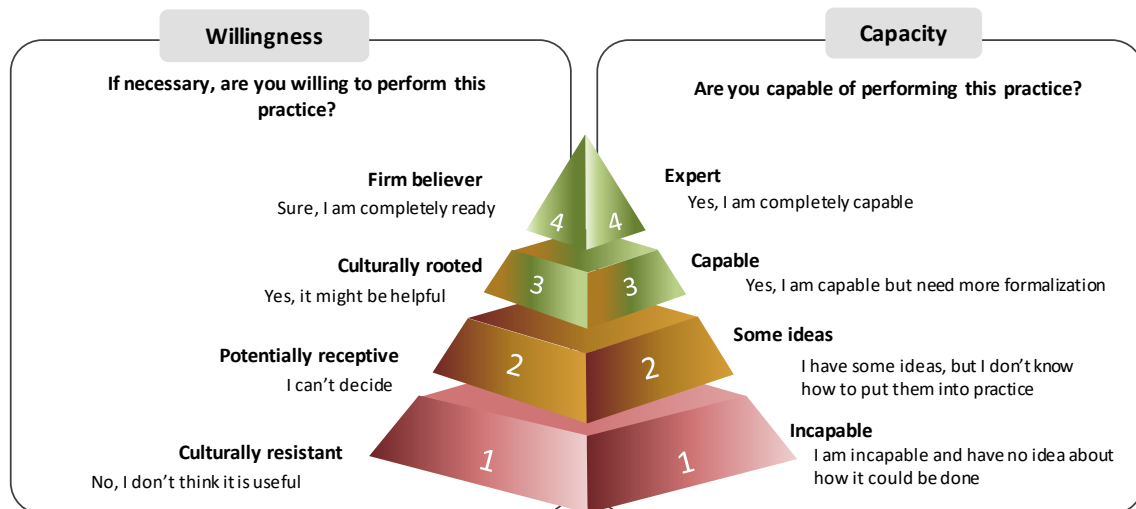 Willingness
If necessary, are you willing to perform this
practice?
Firm believer
Sure, I am completely ready
4
Culturally rooted
Yes, it might be helpful
3
Potentially receptive
I can't decide
2
Culturally resistant
No, I don't think it is useful
1
Capacity
Are you capable of performing this practice?
Expert
Yes, I am completely capable
4
Capable
Yes, I am capable but need more formalization
3
Some ideas
I have some ideas, but I don't know
how to put them into practice
2
Incapable
I am incapable and have no idea about
how it could be done
1